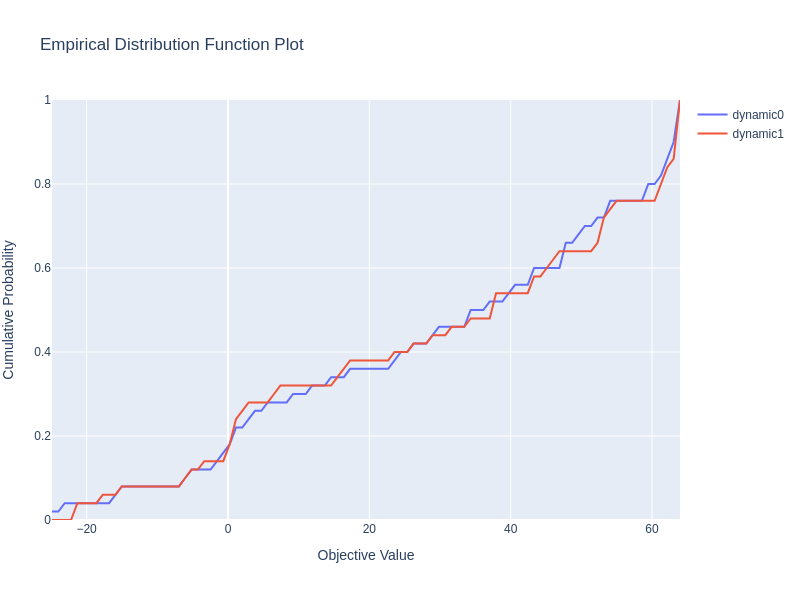 Empirical Distribution Function Plot
1
0.8
0.6
0.4
0.2
0
Cumulative Probability
−20
0
20
40
60
Objective Value
dynamic0
dynamic1